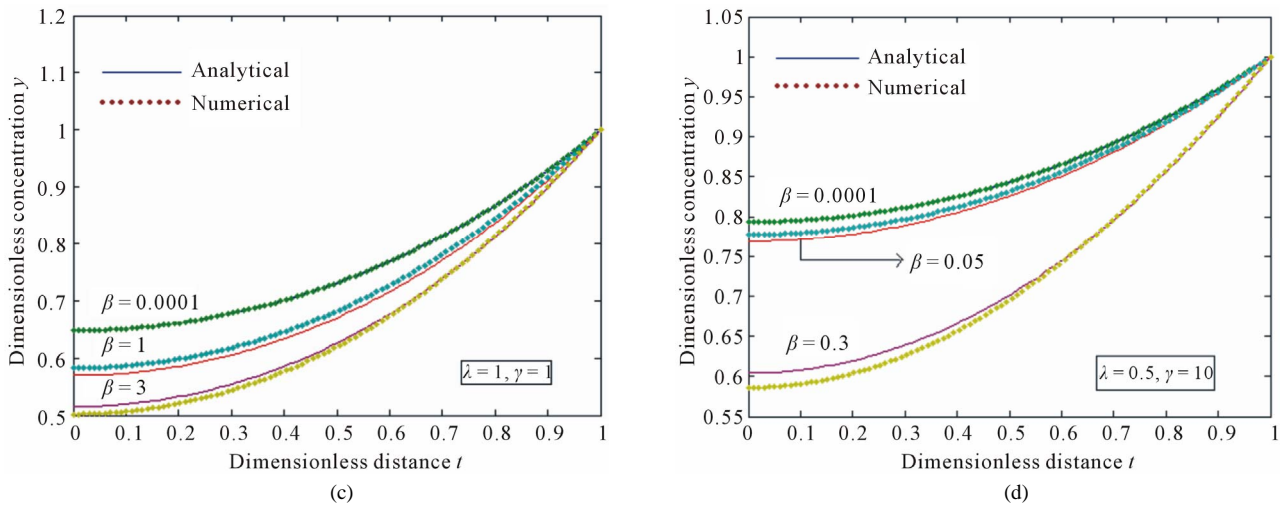 1.2
1.1
1
0.9
0.8
0.7
0.6
0.5
Dimensionless concentration y
Analytical
Numerical
β = 0.0001
β = 1
β = 3
λ = 1, γ = 1
0 0.1 0.2 0.3 0.4 0.5 0.6 0.7 0.8 0.9 1
Dimensionless distance t
(c)
1.05
1
0.95
0.9
0.85
0.8
0.75
0.7
0.65
0.6
0.55
Dimensionless concentration y
Analytical
Numerical
β = 0.0001
β = 0.05
β = 0.3
λ = 0.5, γ = 10
0 0.1 0.2 0.3 0.4 0.5 0.6 0.7 0.8 0.9 1
Dimensionless distance t
(d)